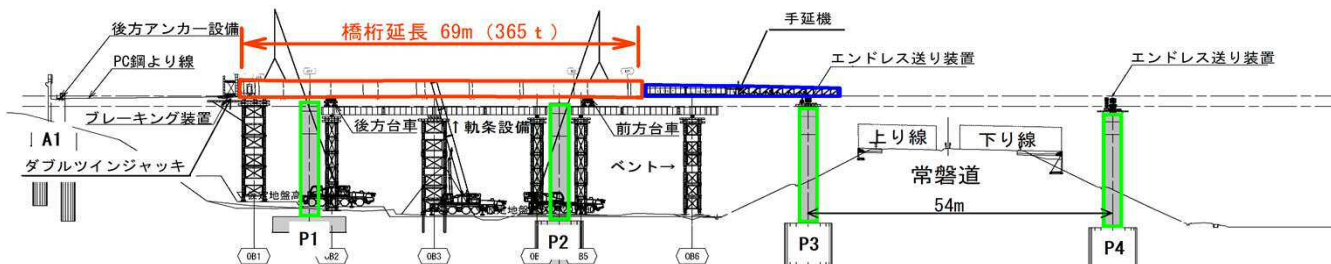 橋桁延長 69m（365ｔ）
手延機
後方アンカー設備
エンドレス送り装置
エンドレス送り装置
PC鋼より線
ブレーキング装置
後方台車
↑軌条設備
前方台車
上り線
下り線
A1
ダブルツインジャッキ
ベント→
常磐道
54m
P1
P2
P3
P4
OB1
OB2
OB3
OB6